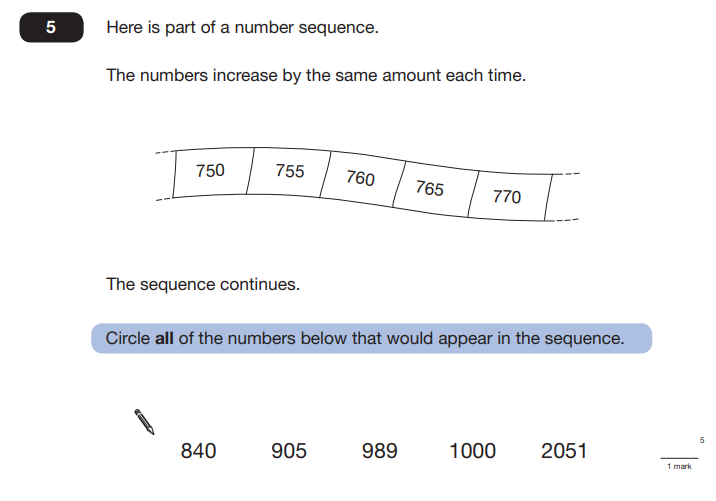 5
Here is part of a number sequence.
The numbers increase by the same amount each time.
750 755 760 765 770
The sequence continues.
Circle all of the numbers below that would appear in the sequence.
840 905 989 1000 2051
5
1 mark